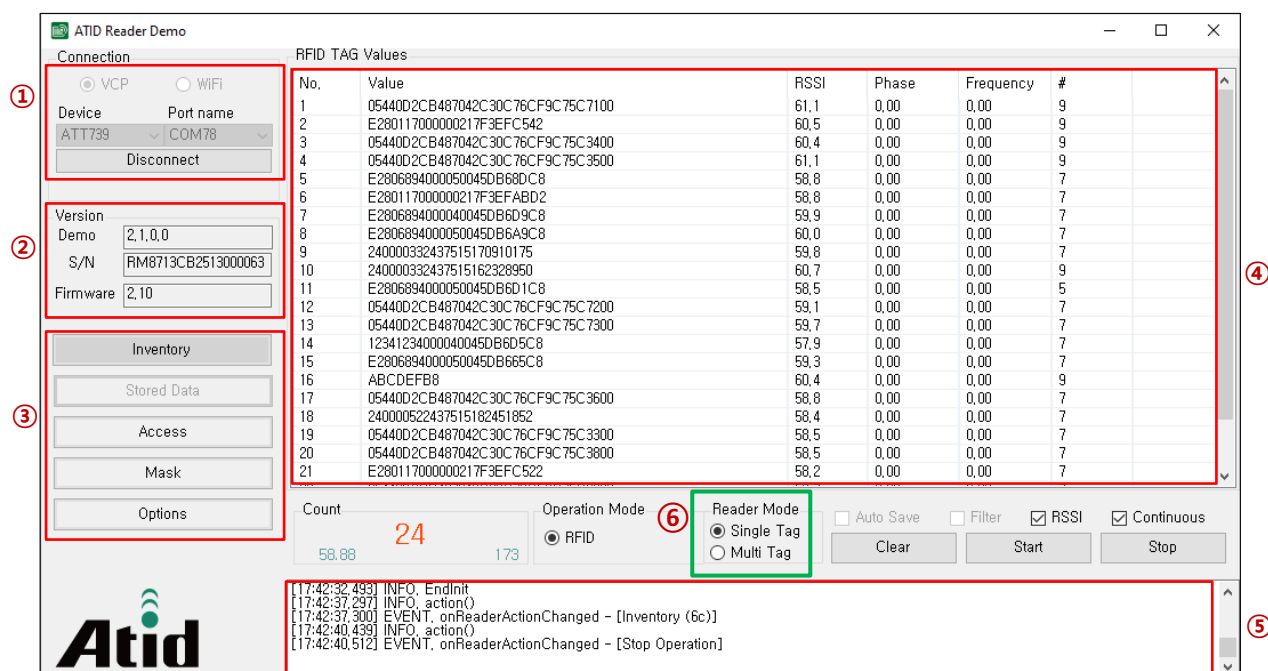 ATID Reader Demo
Connection
① VCP WiFi
Device Port name
ATT739 COM78
Disconnect
Version
② Demo 2,1,0,0
S/N RM8713CB2513000063
Firmware 2,10
③ Inventory
Stored Data
Access
Mask
Options
RFID TAG Values
④
No, Value RSSI Phase Frequency #
1 05440D2CB487042C30C76CF9C75C7100 61,1 0,00 0,00 9
2 E280117000000217F3EFC542 60,5 0,00 0,00 9
3 05440D2CB487042C30C76CF9C75C3400 60,4 0,00 0,00 9
4 05440D2CB487042C30C76CF9C75C3500 61,1 0,00 0,00 9
5 E2806894000050045DB68DC8 58,8 0,00 0,00 7
6 E280117000000217F3EFABD2 58,8 0,00 0,00 7
7 E2806894000040045DB6D9C8 59,9 0,00 0,00 7
8 E2806894000050045DB6A9C8 60,0 0,00 0,00 7
9 240000332437515170910175 59,8 0,00 0,00 7
10 240000332437515162328950 60,7 0,00 0,00 9
11 E2806894000050045DB6D1C8 58,5 0,00 0,00 5
12 05440D2CB487042C30C76CF9C75C7200 59,1 0,00 0,00 7
13 05440D2CB487042C30C76CF9C75C7300 59,7 0,00 0,00 7
14 12341234000040045DB6D5C8 57,9 0,00 0,00 7
15 E2806894000050045DB665C8 59,3 0,00 0,00 7
16 ABCDEFB8 60,4 0,00 0,00 9
17 05440D2CB487042C30C76CF9C75C3600 58,8 0,00 0,00 7
18 240000522437515182451852 58,4 0,00 0,00 7
19 05440D2CB487042C30C76CF9C75C3300 58,5 0,00 0,00 7
20 05440D2CB487042C30C76CF9C75C3800 58,5 0,00 0,00 7
21 E280117000000217F3EFC522 58,2 0,00 0,00 7
Count
24
58.88 173
Operation Mode
RFID
⑥ Reader Mode
Single Tag
Multi Tag
Auto Save Filter RSSI Continuous
Clear Start Stop
Atid
⑤
[17:42:32,493] INFO, EndInit
[17:42:37,297] INFO, action()
[17:42:37,300] EVENT, onReaderActionChanged - [Inventory (6c)]
[17:42:40,439] INFO, action()
[17:42:40,512] EVENT, onReaderActionChanged - [Stop Operation]